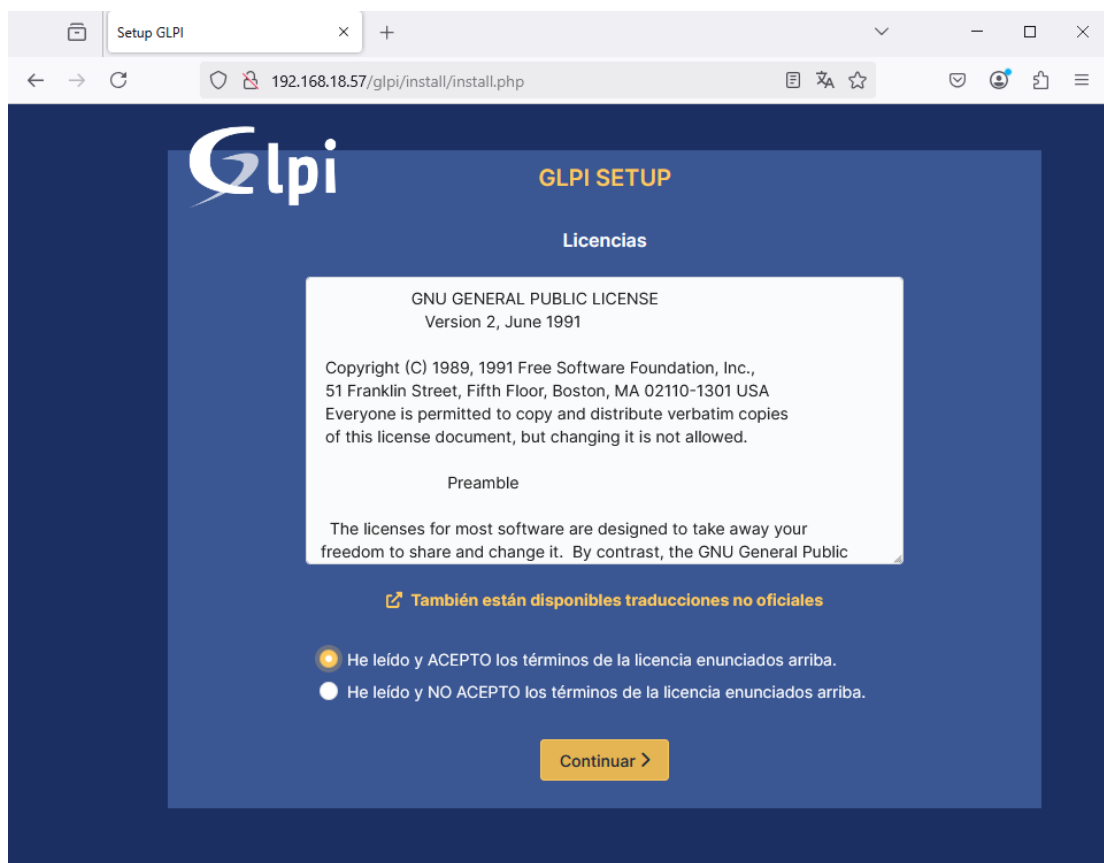 Setup GLPI
192.168.18.57/glpi/install/install.php
Glpi
GLPI SETUP
Licencias
GNU GENERAL PUBLIC LICENSE
Version 2, June 1991
Copyright (C) 1989, 1991 Free Software Foundation, Inc.,
51 Franklin Street, Fifth Floor, Boston, MA 02110-1301 USA
Everyone is permitted to copy and distribute verbatim copies
of this license document, but changing it is not allowed.
Preamble
The licenses for most software are designed to take away your
freedom to share and change it. By contrast, the GNU General Public
También están disponibles traducciones no oficiales
He leído y ACEPTO los términos de la licencia enunciados arriba.
He leído y NO ACEPTO los términos de la licencia enunciados arriba.
Continuar